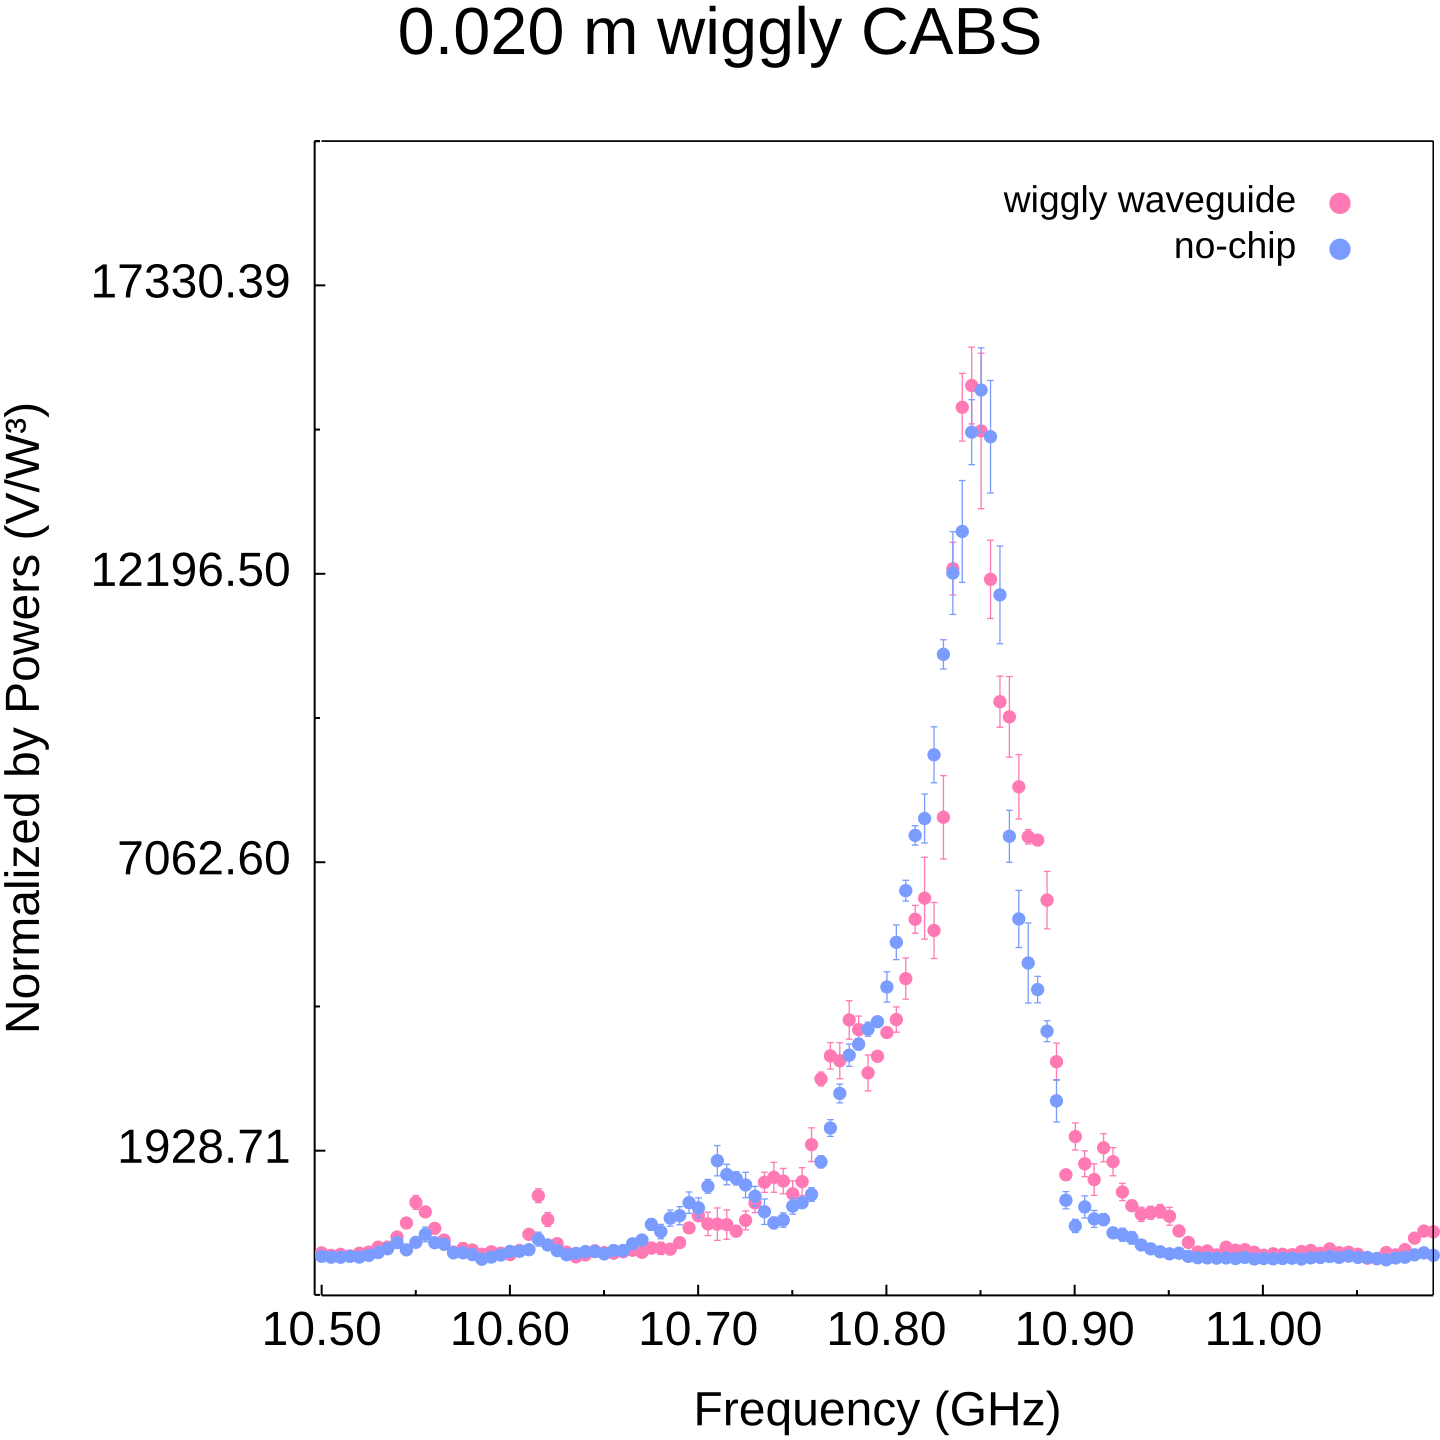 0.020 m wiggly CABS
wiggly waveguide
no-chip
17330.39
12196.50
7062.60
1928.71
Normalized by Powers (V/W³)
10.50 10.60 10.70 10.80 10.90 11.00
Frequency (GHz)